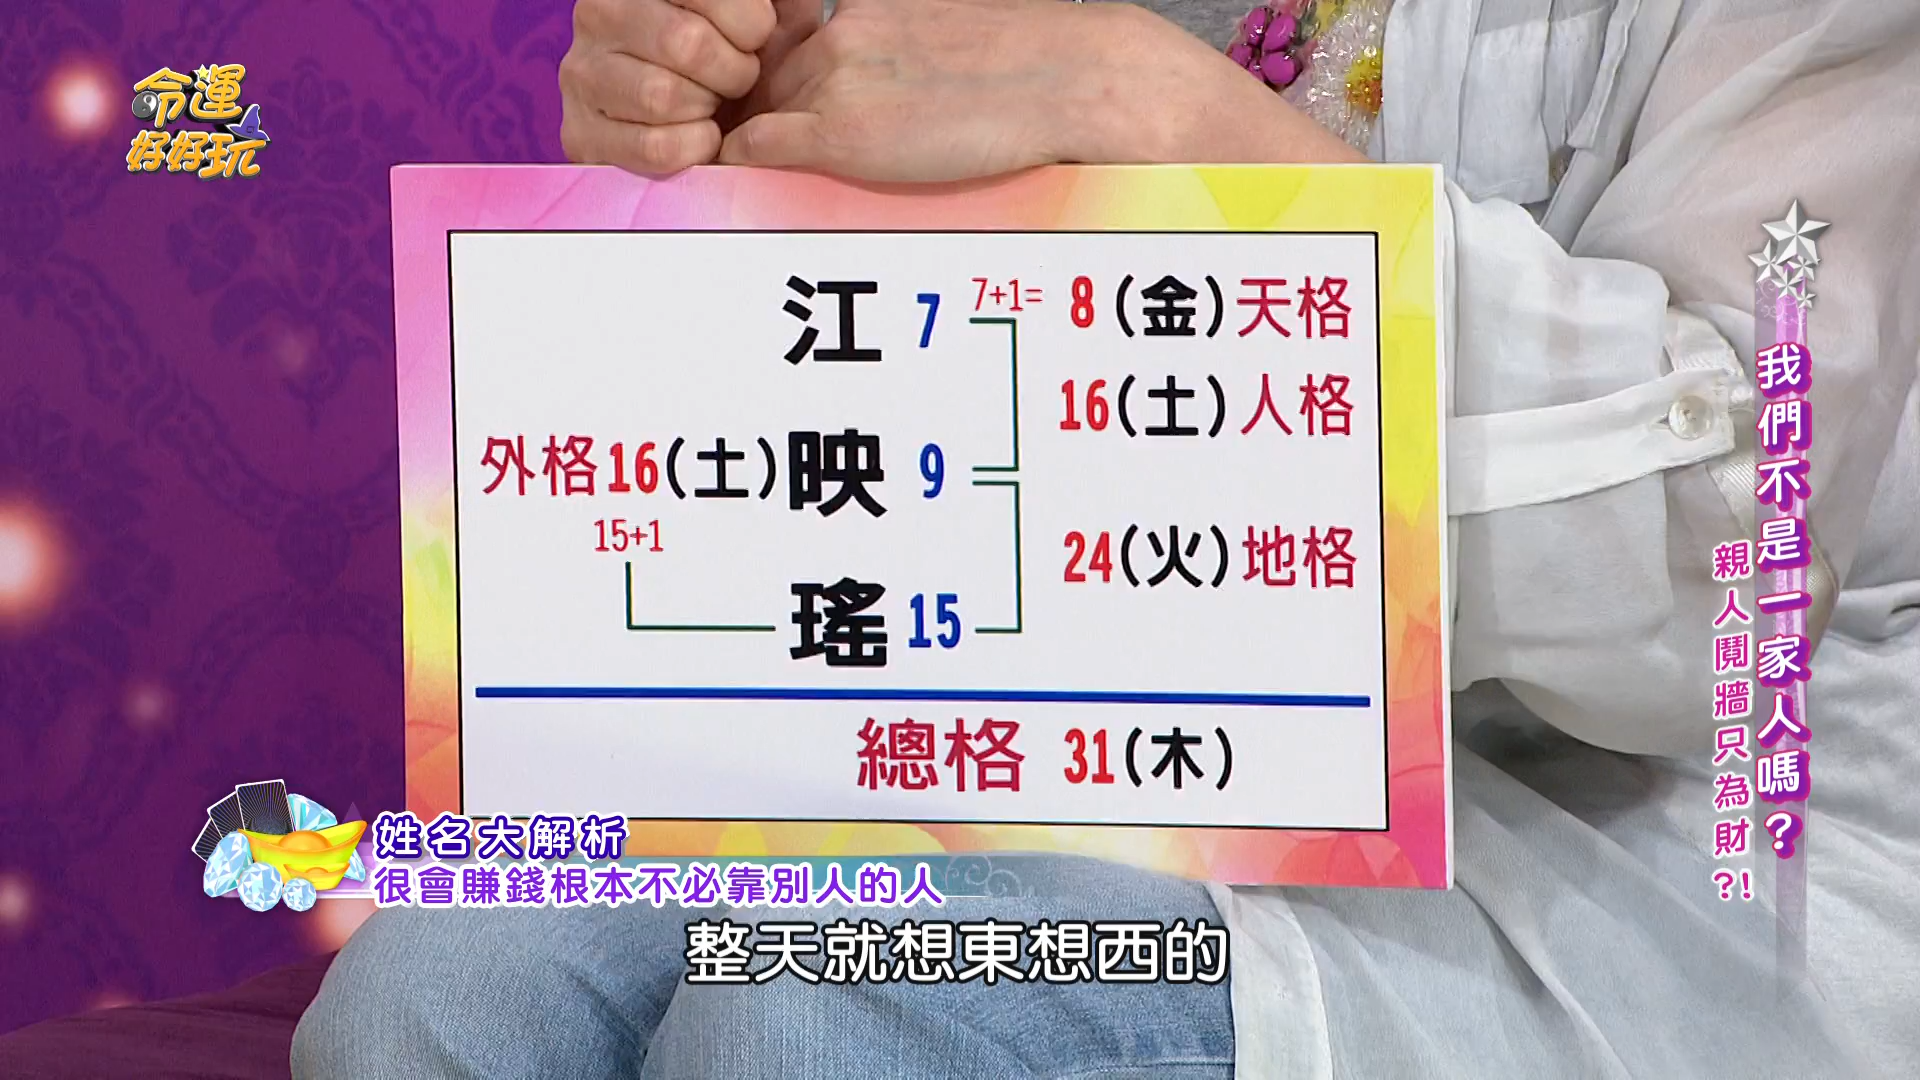 命運
好好玩
江 7 7+1= 8(金)天格
16(土)人格
外格16(土)映 9
15+1
24(火)地格
瑤 15
總格 31(木)
我們不是一家人嗎?
親人鬩牆只為財?!
姓名大解析
很會賺錢根本不必靠別人的人
整天就想東想西的